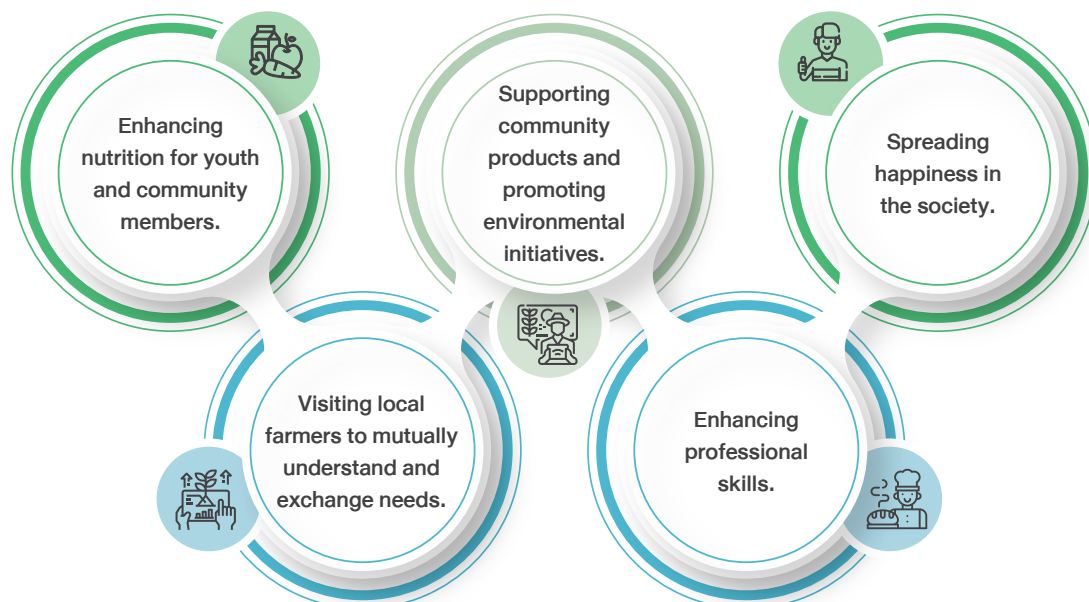 Enhancing
nutrition for youth
and community
members.
Supporting
community
products and
promoting
environmental
initiatives.
Spreading
happiness in
the society.
Visiting local
farmers to mutually
understand and
exchange needs.
Enhancing
professional
skills.